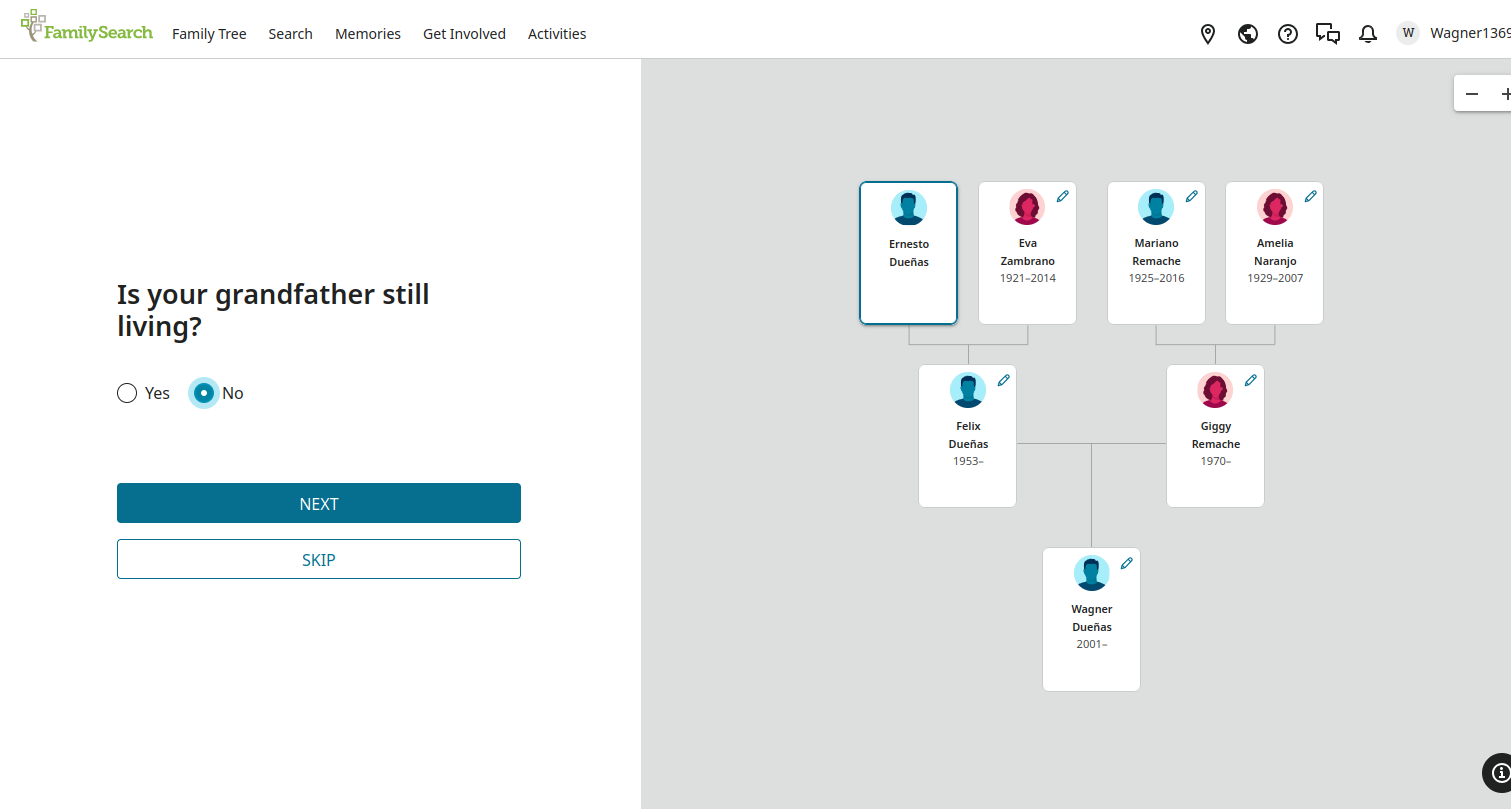 FamilySearch
Family Tree
Search
Memories
Get Involved
Activities
W
Wagner1369
Is your grandfather still
living?
Yes
No
NEXT
SKIP
Ernesto
Dueñas
Eva
Zambrano
1921–2014
Mariano
Remache
1925–2016
Amelia
Naranjo
1929–2007
Felix
Dueñas
1953–
Giggy
Remache
1970–
Wagner
Dueñas
2001–